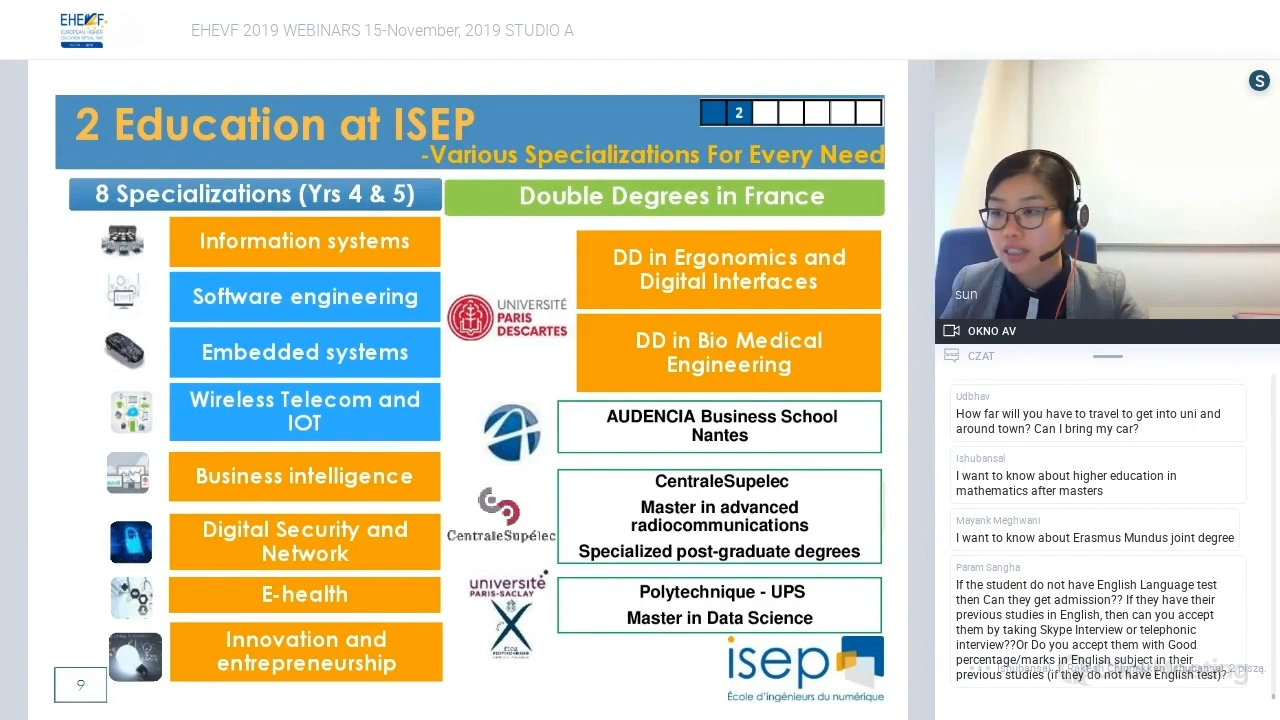 EHEVF
EUROPEAN HIGHER
EDUCATION VIRTUAL FAIR
EHEVF 2019 WEBINARS 15-November, 2019 STUDIO A
2 Education at ISEP
2
-Various Specializations For Every Need
8 Specializations (Yrs 4 & 5)
Double Degrees in France
Information systems
Software engineering
Embedded systems
Wireless Telecom and
IOT
Business intelligence
Digital Security and
Network
E-health
Innovation and
entrepreneurship
UNIVERSITÉ
PARIS
DESCARTES
DD in Ergonomics and
Digital Interfaces
DD in Bio Medical
Engineering
AUDENCIA Business School
Nantes
CentraleSupélec
CentraleSupelec
Master in advanced
radiocommunications
Specialized post-graduate degrees
université
PARIS-SACLAY
Polytechnique - UPS
Master in Data Science
isep
École d'ingénieurs du numérique
9
S
sun
OKNO AV
CZAT
Udbhav
How far will you have to travel to get into uni and
around town? Can I bring my car?
Ishubansal
I want to know about higher education in
mathematics after masters
Mayank Meghwani
I want to know about Erasmus Mundus joint degree
Param Sangha
If the student do not have English Language test
then Can they get admission?? If they have their
previous studies in English, then can you accept
them by taking Skype Interview or telephonic
interview??Or Do you accept them with Good
percentage/marks in English subject in their
previous studies (if they do not have English test)?